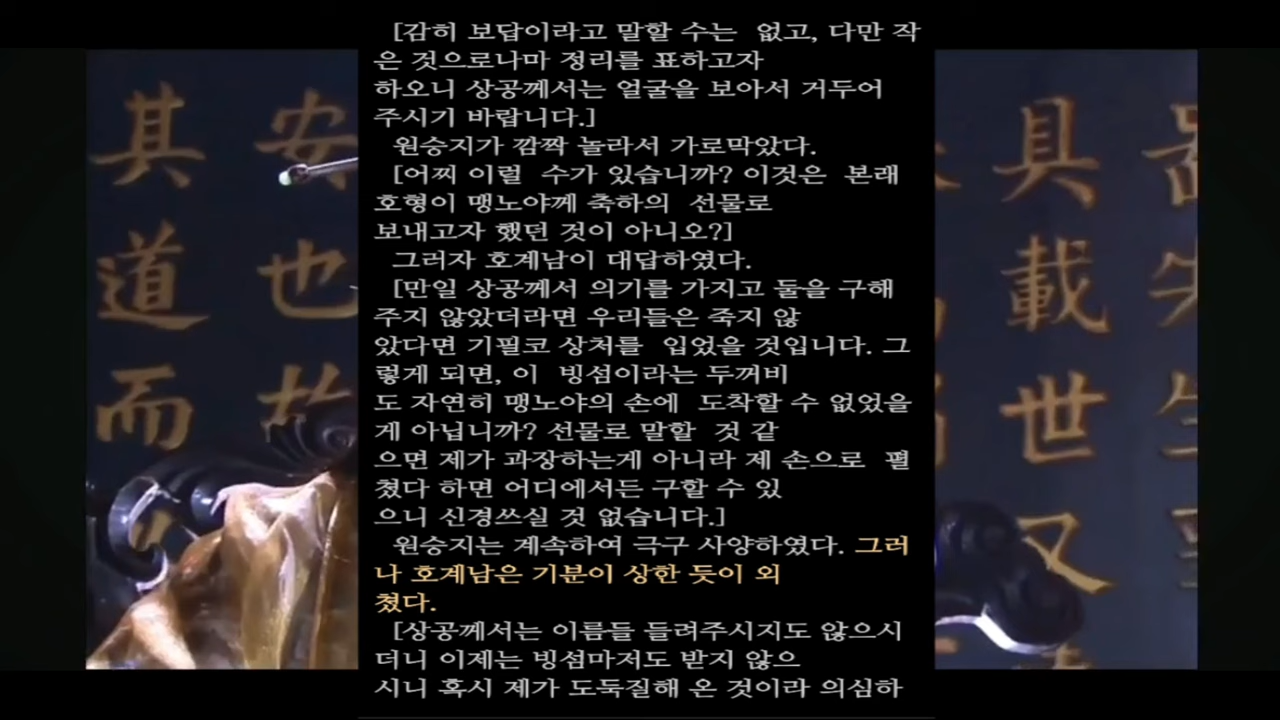 [감히 보답이라고 말할 수는 없고, 다만 작
은 것으로나마 정리를 표하고자
하오니 상공께서는 얼굴을 보아서 거두어
주시기 바랍니다.]
원승지가 깜짝 놀라서 가로막았다.
[어찌 이럴 수가 있습니까? 이것은 본래
호형이 맹노야께 축하의 선물로
보내고자 했던 것이 아니오?]
그러자 호계남이 대답하였다.
[만일 상공께서 의기를 가지고 둘을 구해
주지 않았더라면 우리들은 죽지 않
았다면 기필코 상처를 입었을 것입니다. 그
렇게 되면, 이 빙섬이라는 두꺼비
도 자연히 맹노야의 손에 도착할 수 없었을
게 아닙니까? 선물로 말할 것 같
으면 제가 과장하는게 아니라 제 손으로 펼
쳤다 하면 어디에서든 구할 수 있
으니 신경쓰실 것 없습니다.]
원승지는 계속하여 극구 사양하였다. 그러
나 호계남은 기분이 상한 듯이 외
쳤다.
[상공께서는 이름들 들려주시지도 않으시
더니 이제는 빙섬마저도 받지 않으
시니 혹시 제가 도둑질해 온 것이라 의심하
其道而
安也故
具載世又